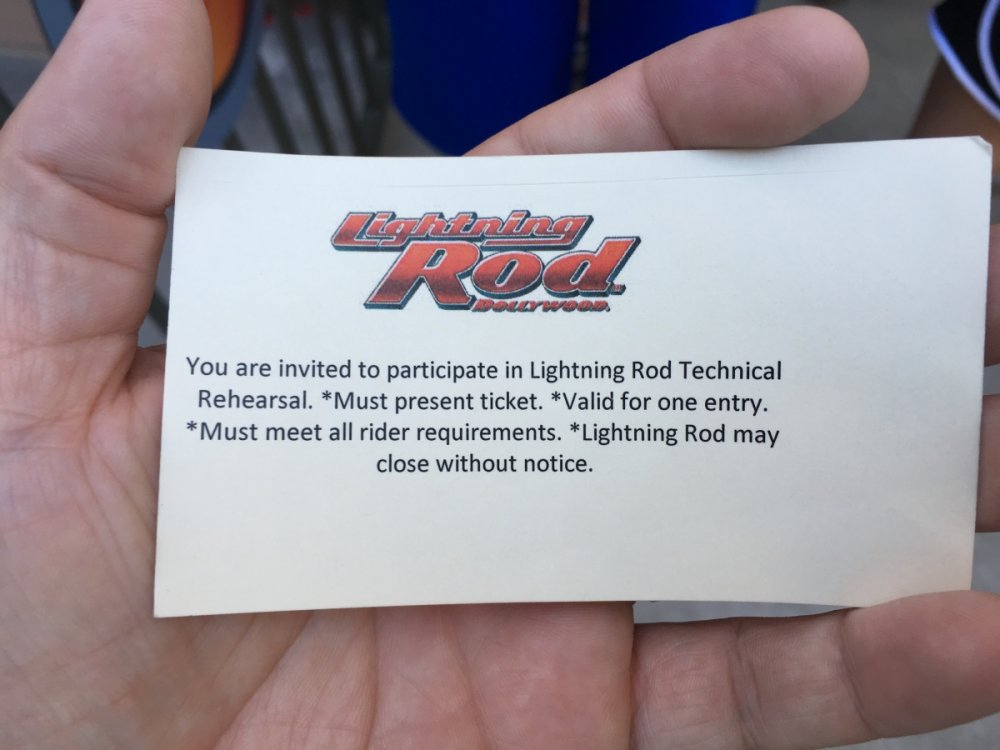 Lightning
Rod
DOLLYWOOD.
You are invited to participate in Lightning Rod Technical
Rehearsal. *Must present ticket. *Valid for one entry.
*Must meet all rider requirements. *Lightning Rod may
close without notice.